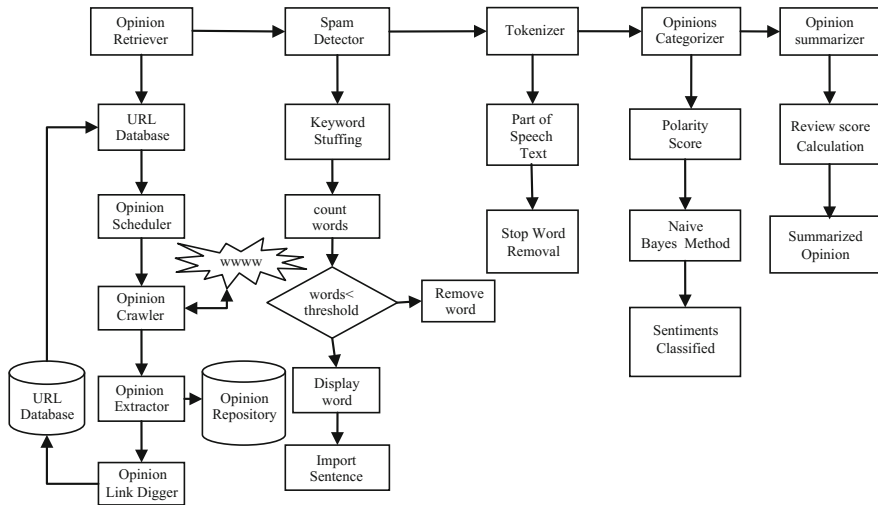 Opinion
Retriever
Spam
Detector
Tokenizer
Opinions
Categorizer
Opinion
summarizer
URL
Database
Keyword
Stuffing
Part of
Speech
Text
Polarity
Score
Review score
Calculation
Opinion
Scheduler
count
words
Stop Word
Removal
Naive
Bayes Method
Summarized
Opinion
wwww
Opinion
Crawler
words<
threshold
Remove
word
Sentiments
Classified
URL
Database
Opinion
Extractor
Opinion
Repository
Display
word
Opinion
Link Digger
Import
Sentence